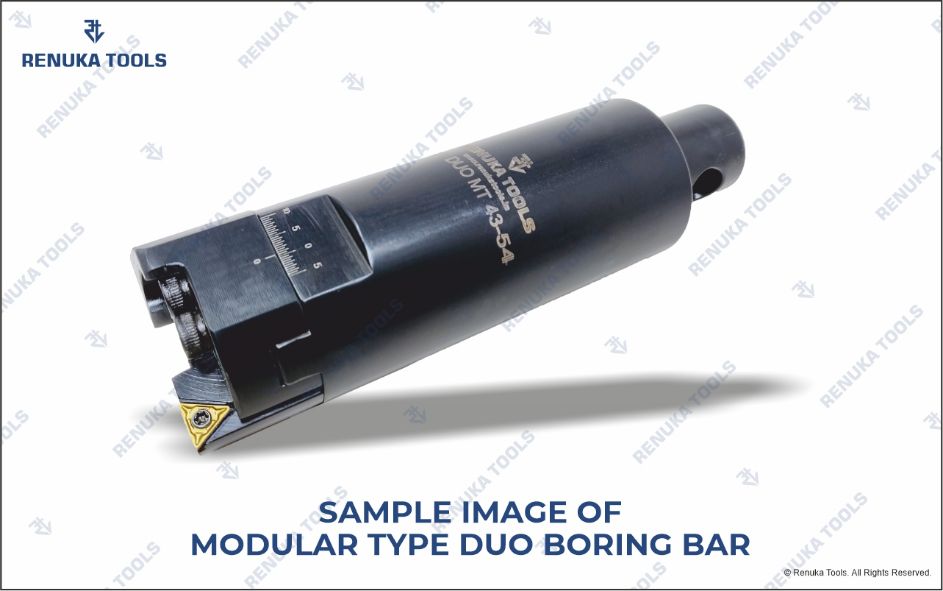 RENUKA TOOLS
RENUKA TOOLS
DUO MT 43-54
10 5 0 5
0
SAMPLE IMAGE OF
MODULAR TYPE DUO BORING BAR
© Renuka Tools. All Rights Reserved.